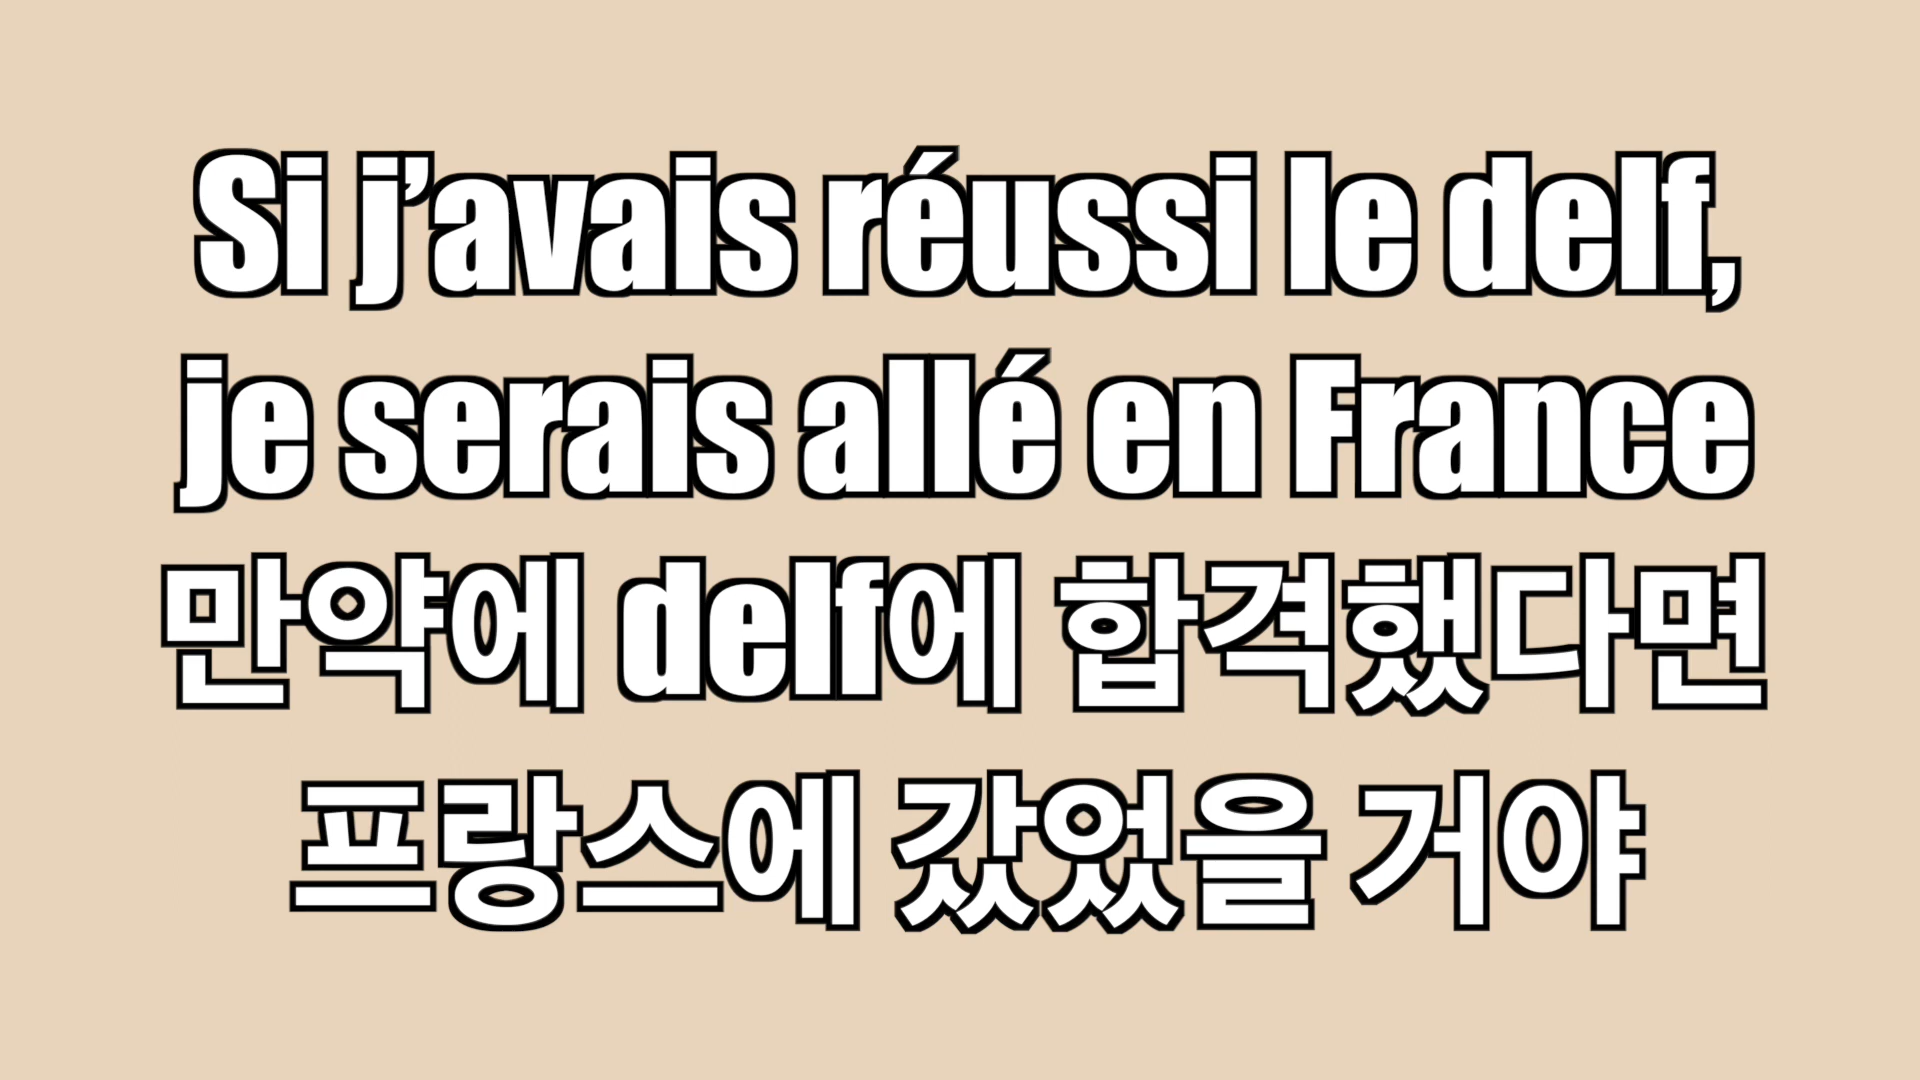 Si j’avais réussi le delf,
je serais allé en France
만약에 delf에 합격했다면
프랑스에 갔었을 거야